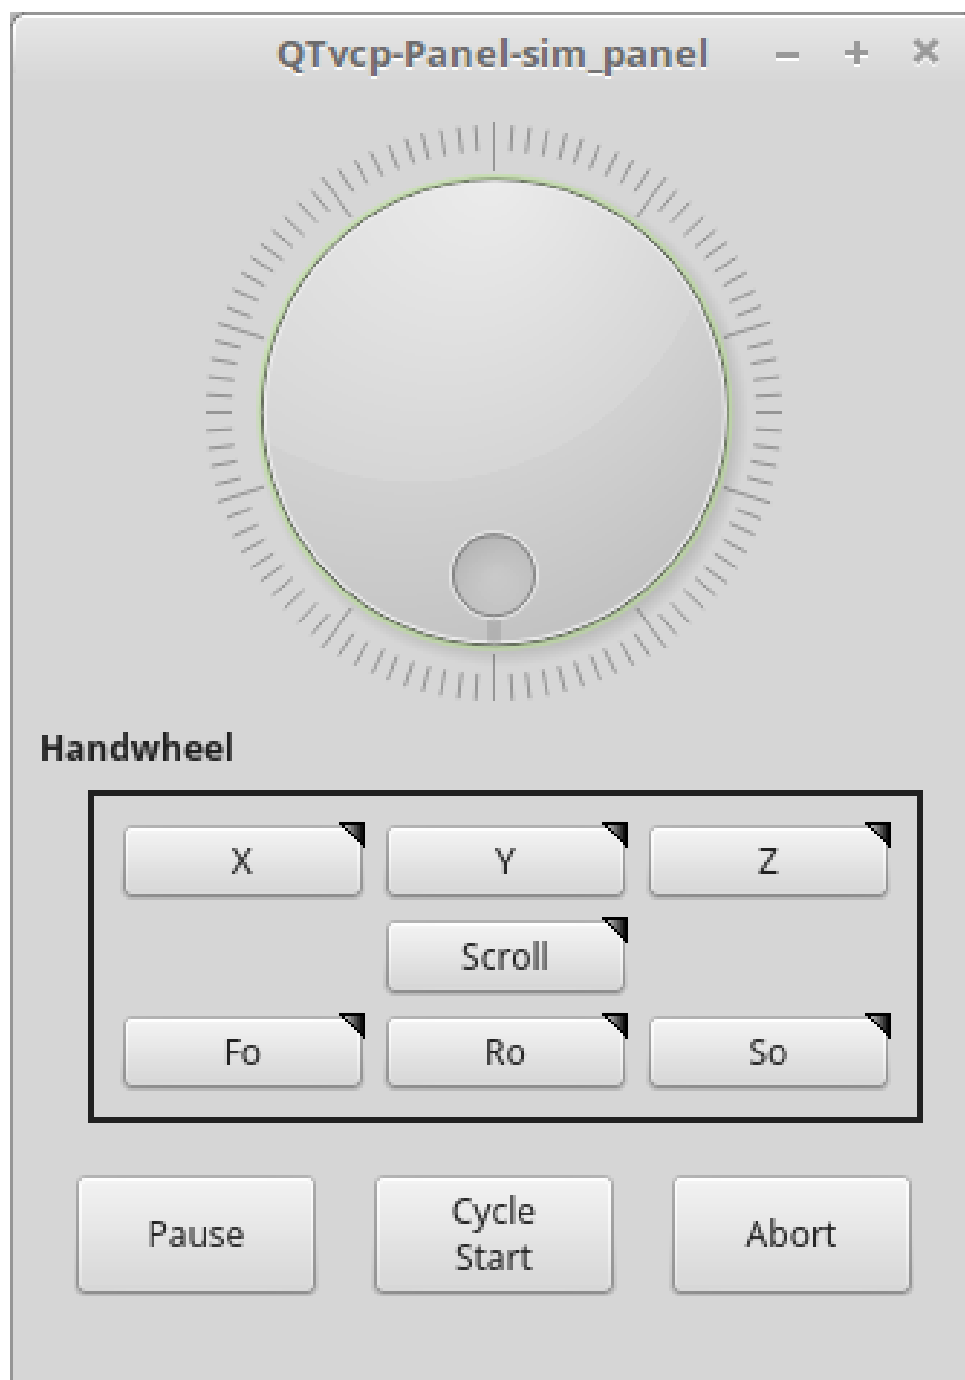 QTvcp-Panel-sim_panel
Handwheel
X Y Z
Scroll
Fo Ro So
Pause
Cycle
Start
Abort